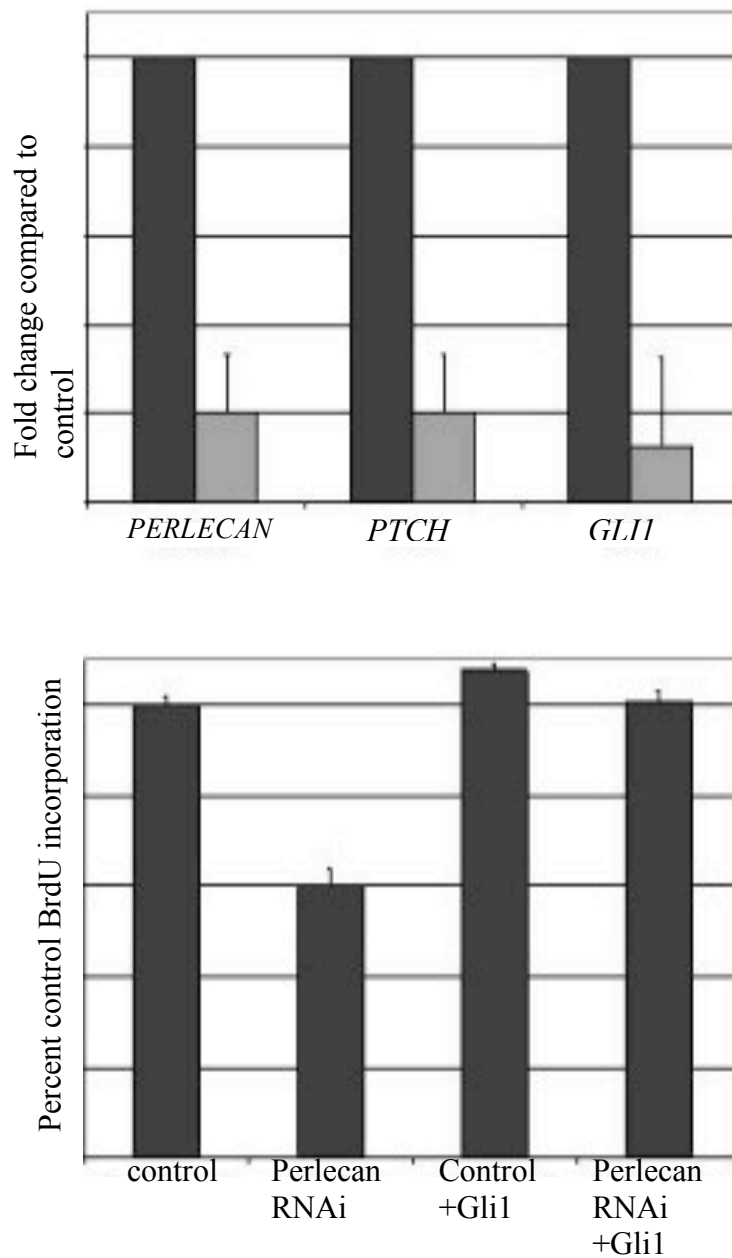 Fold change compared to
control
PERLECAN PTCH GLI1
Percent control BrdU incorporation
control Perlecan Control Perlecan
RNAi +Gli1 RNAi
+Gli1